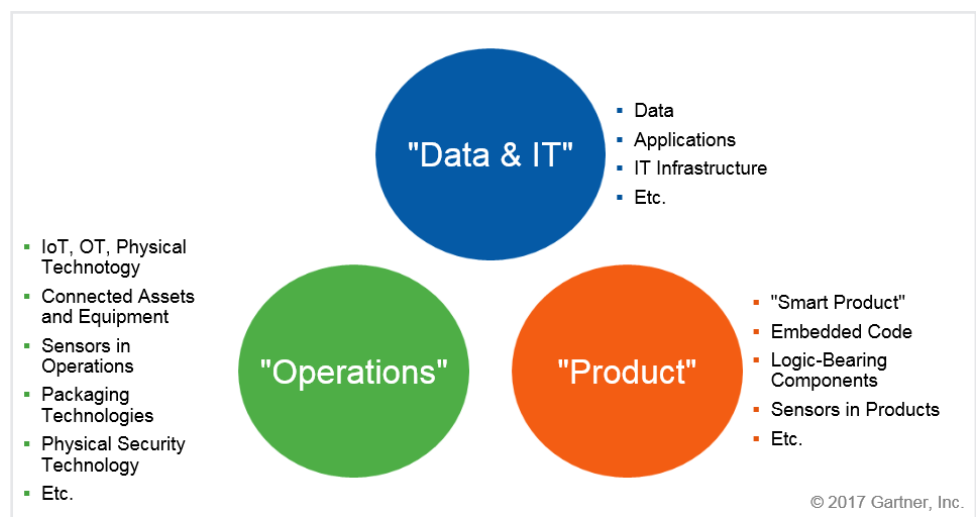 "Data & IT"
Data
Applications
IT Infrastructure
Etc.
"Operations"
IoT, OT, Physical
Technotogy
Connected Assets
and Equipment
Sensors in
Operations
Packaging
Technologies
Physical Security
Technology
Etc.
"Product"
"Smart Product"
Embedded Code
Logic-Bearing
Components
Sensors in Products
Etc.
© 2017 Gartner, Inc.